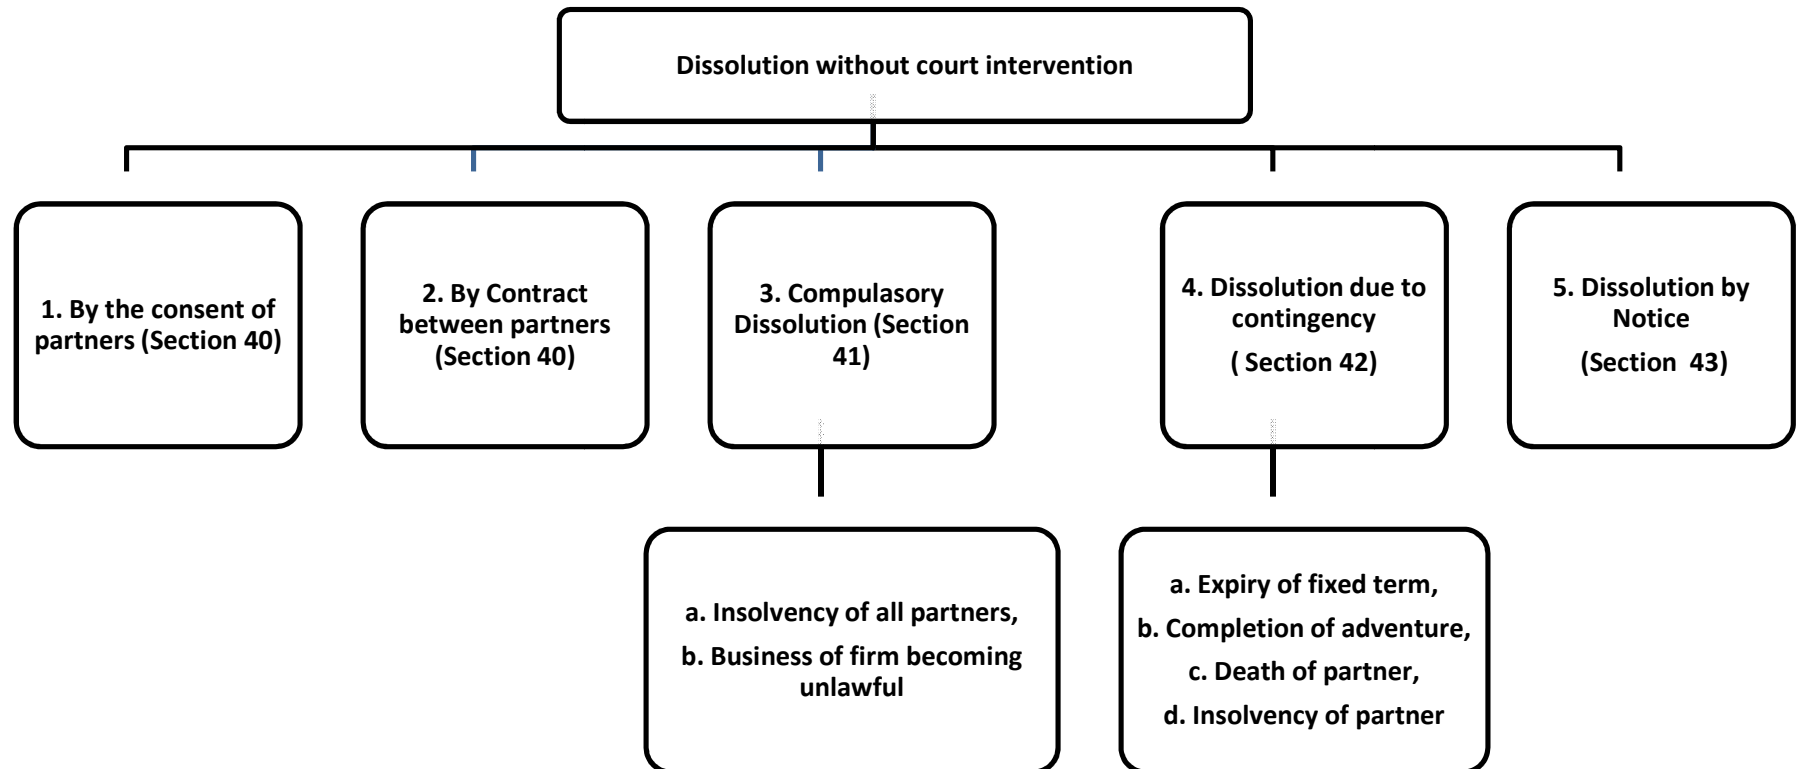 Dissolution without court intervention
1. By the consent of
partners (Section 40)
2. By Contract
between partners
(Section 40)
3. Compulasory
Dissolution (Section
41)
4. Dissolution due to
contingency
( Section 42)
5. Dissolution by
Notice
(Section 43)
a. Insolvency of all partners,
b. Business of firm becoming
unlawful
a. Expiry of fixed term,
b. Completion of adventure,
c. Death of partner,
d. Insolvency of partner